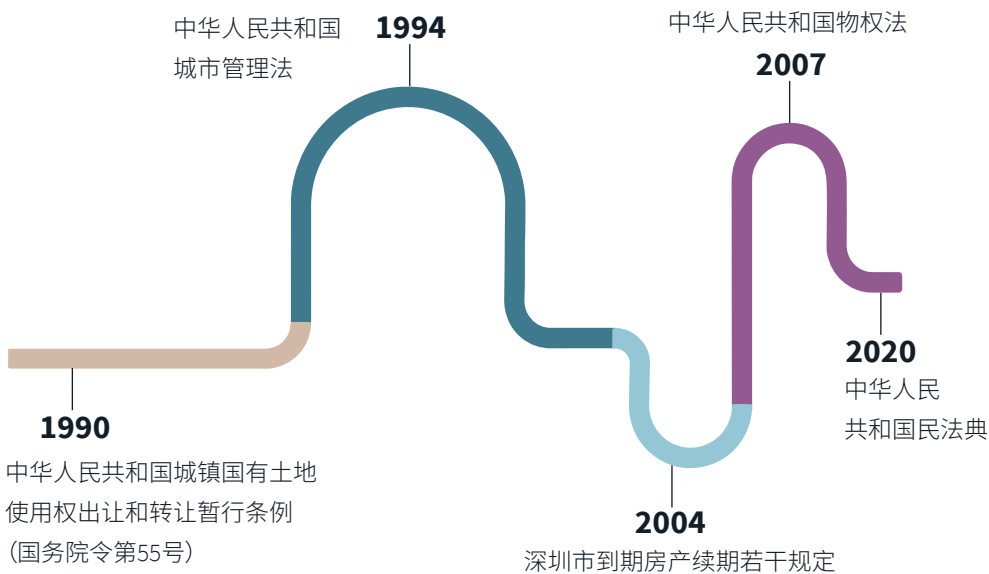 1990
中华人民共和国城镇国有土地
使用权出让和转让暂行条例
（国务院令第55号）
中华人民共和国
城市管理法
1994
2004
深圳市到期房产续期若干规定
中华人民共和国物权法
2007
2020
中华人民
共和国民法典